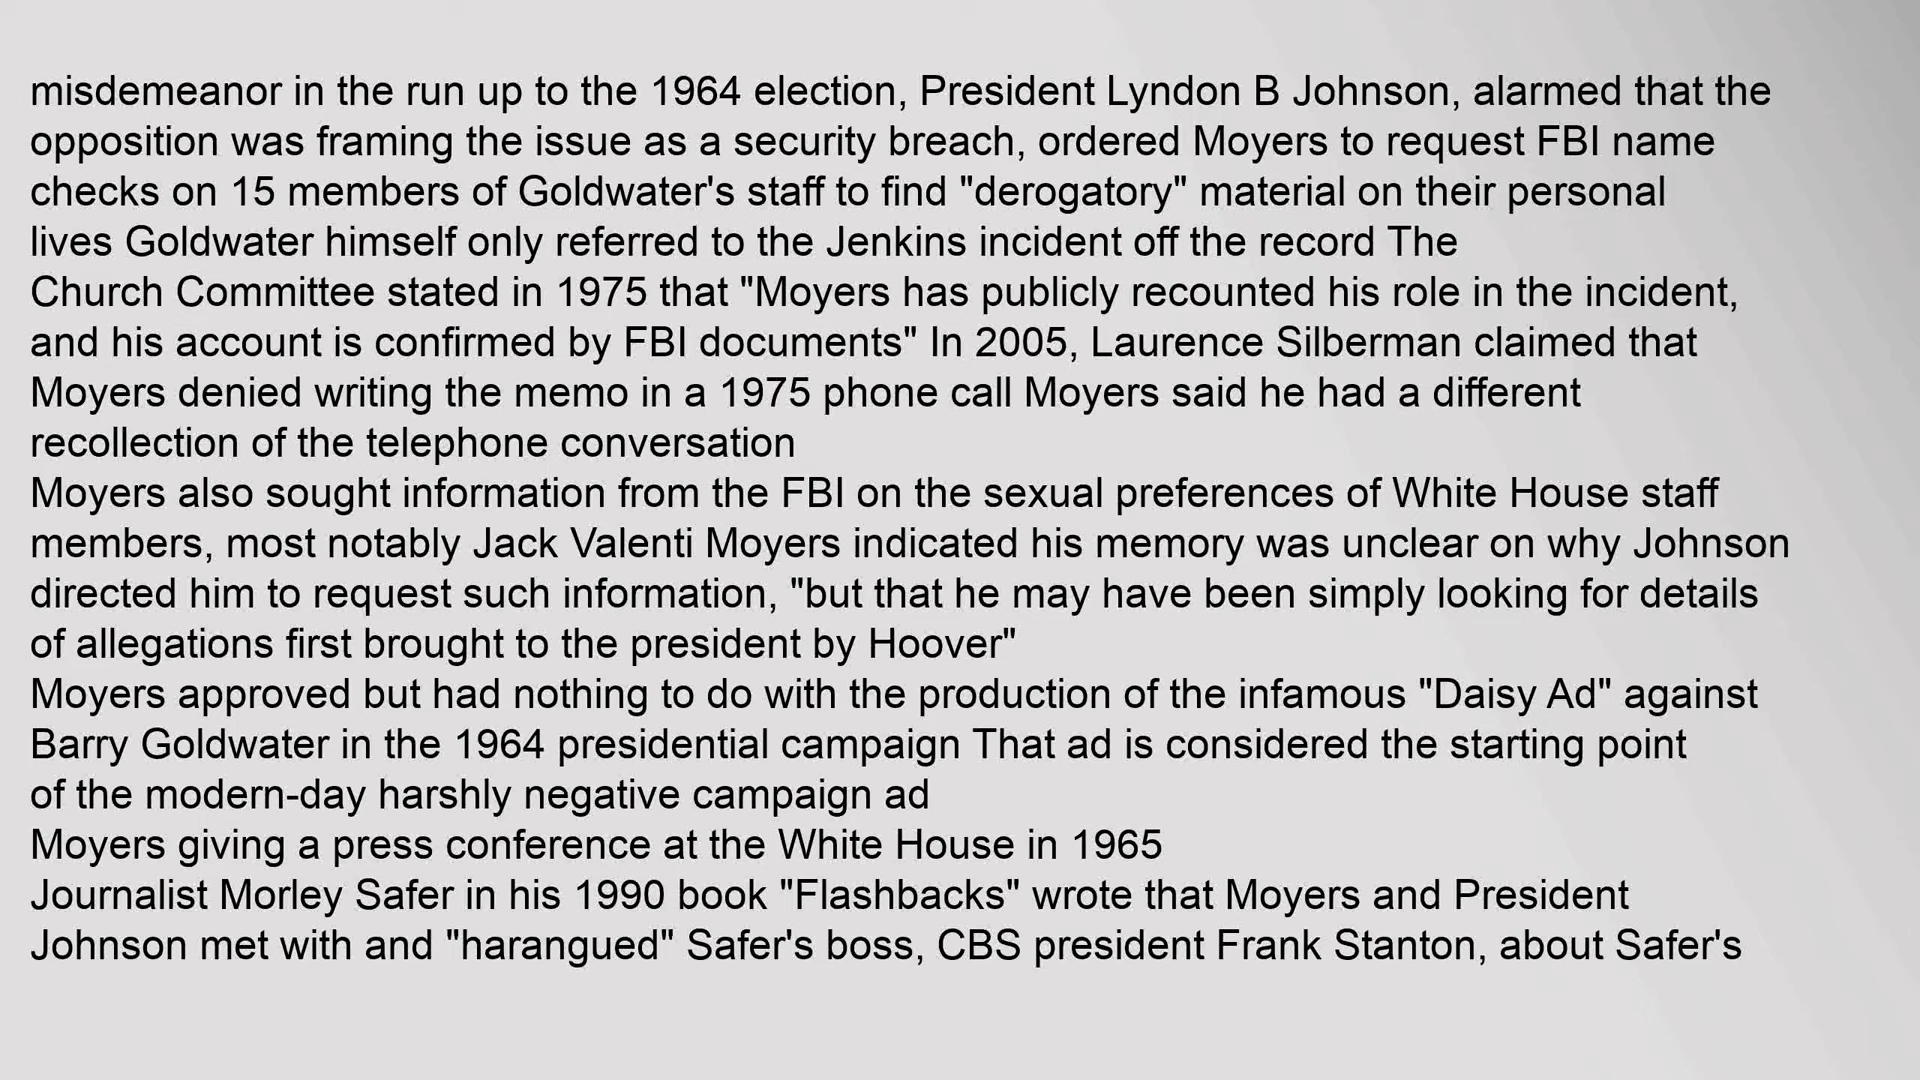 misdemeanor in the run up to the 1964 election, President Lyndon B Johnson, alarmed that the
opposition was framing the issue as a security breach, ordered Moyers to request FBI name
checks on 15 members of Goldwater's staff to find "derogatory" material on their personal
lives Goldwater himself only referred to the Jenkins incident off the record The
Church Committee stated in 1975 that "Moyers has publicly recounted his role in the incident,
and his account is confirmed by FBI documents" In 2005, Laurence Silberman claimed that
Moyers denied writing the memo in a 1975 phone call Moyers said he had a different
recollection of the telephone conversation
Moyers also sought information from the FBI on the sexual preferences of White House staff
members, most notably Jack Valenti Moyers indicated his memory was unclear on why Johnson
directed him to request such information, "but that he may have been simply looking for details
of allegations first brought to the president by Hoover"
Moyers approved but had nothing to do with the production of the infamous "Daisy Ad" against
Barry Goldwater in the 1964 presidential campaign That ad is considered the starting point
of the modern-day harshly negative campaign ad
Moyers giving a press conference at the White House in 1965
Journalist Morley Safer in his 1990 book "Flashbacks" wrote that Moyers and President
Johnson met with and "harangued" Safer's boss, CBS president Frank Stanton, about Safer's